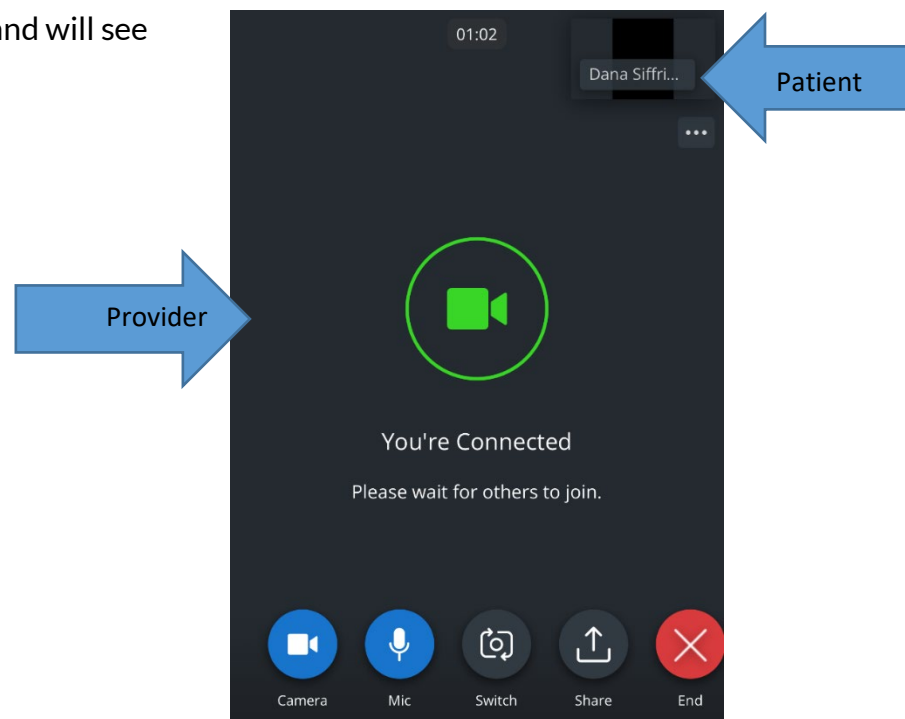 and will see
01:02
Dana Siffri...
Patient
Provider
You're Connected
Please wait for others to join.
Camera Mic Switch Share End